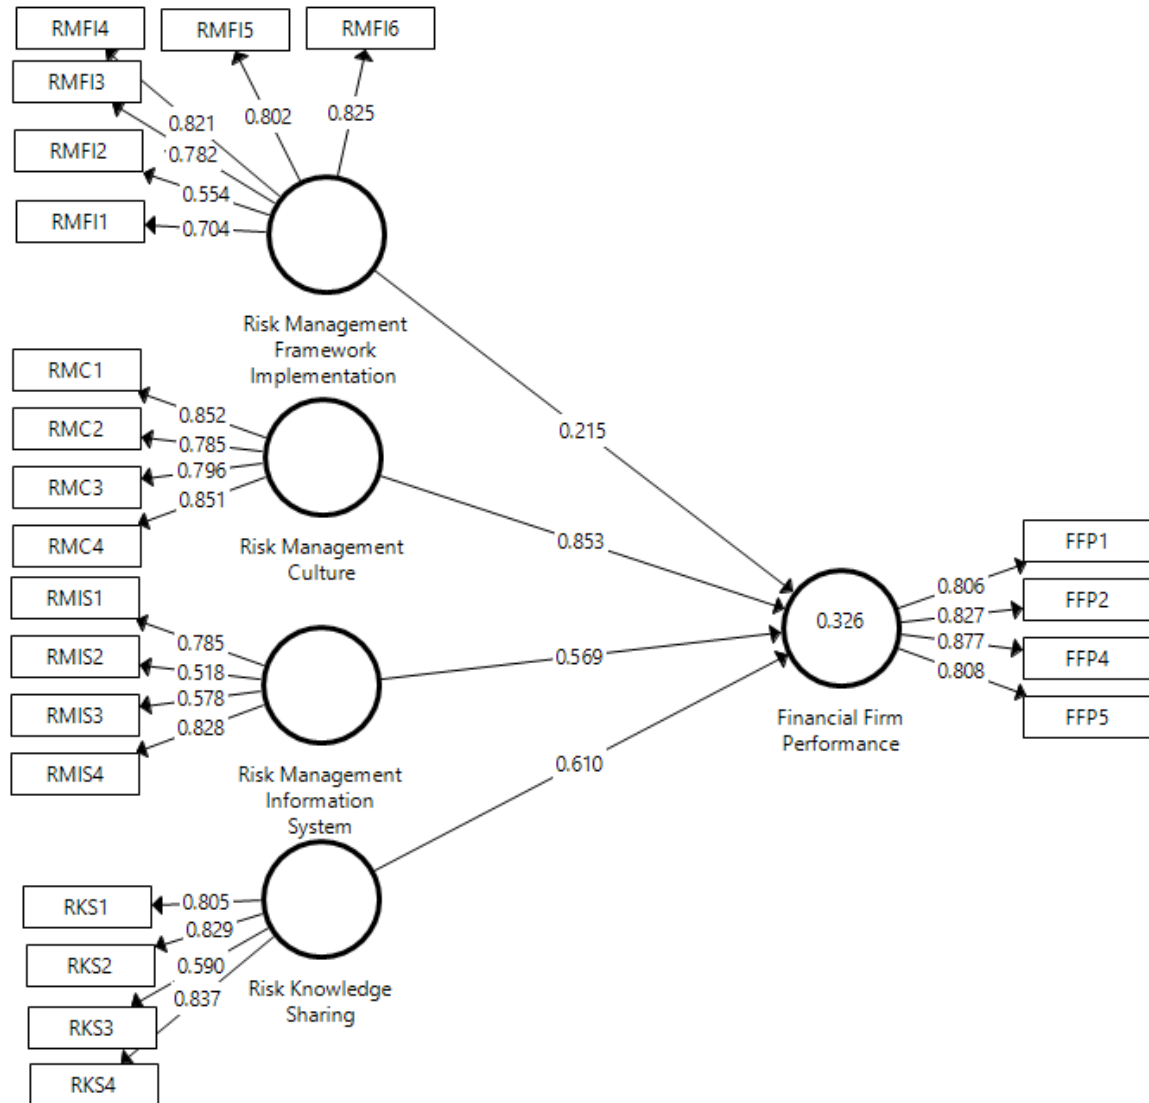 RMFI4
RMFI5
RMFI6
RMFI3
RMFI2
RMFI1
0.821
0.802
0.825
0.782
0.554
0.704
Risk Management
Framework
Implementation
0.215
RMC1
RMC2
RMC3
RMC4
0.852
0.785
0.796
0.851
Risk Management
Culture
0.853
RMIS1
RMIS2
RMIS3
RMIS4
0.785
0.518
0.578
0.828
Risk Management
Information
System
0.569
RKS1
RKS2
RKS3
RKS4
0.805
0.829
0.590
0.837
Risk Knowledge
Sharing
0.610
0.326
Financial Firm
Performance
0.806
0.827
0.877
0.808
FFP1
FFP2
FFP4
FFP5